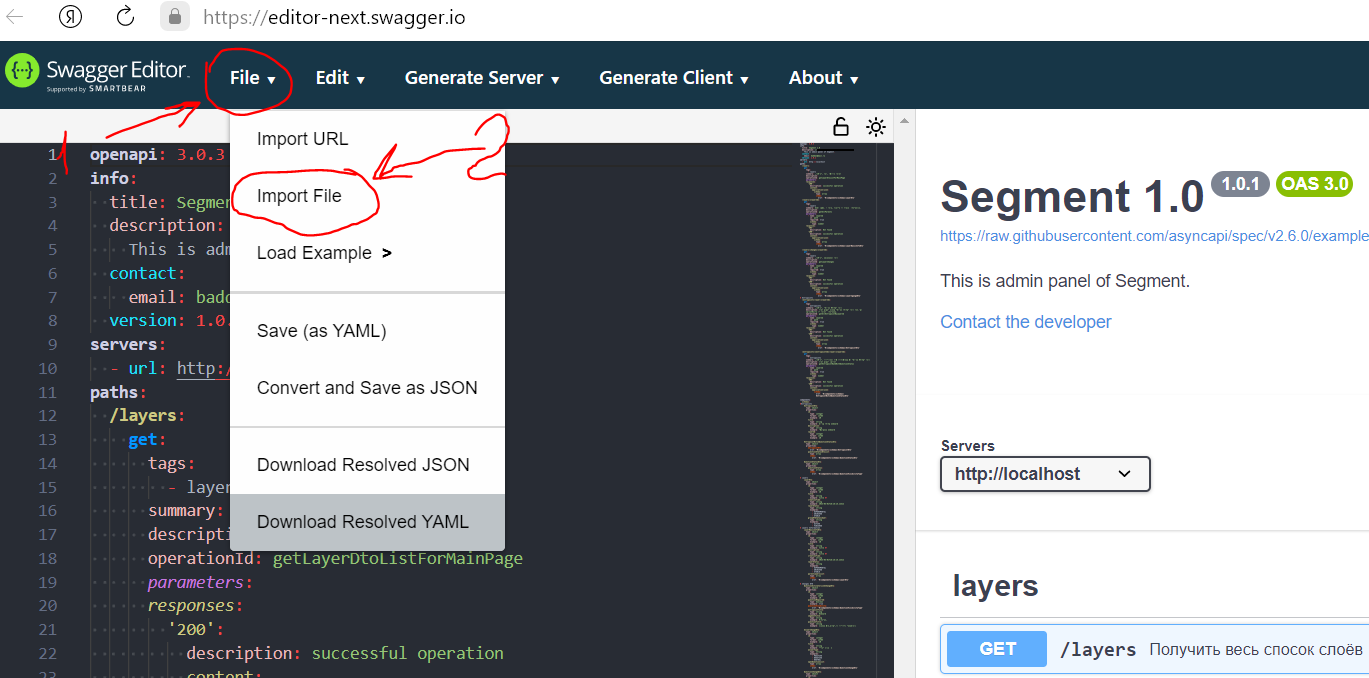 https://editor-next.swagger.io
Swagger Editor.
Supported by SMARTBEAR
File
Edit
Generate Server
Generate Client
About
1
2
Import URL
Import File
Load Example >
Save (as YAML)
Convert and Save as JSON
Download Resolved JSON
Download Resolved YAML
1 openapi: 3.0.3
2 info:
3 title: Segmen
4 description:
5 This is adm
6 contact:
7 email: bado
8 version: 1.0.
9 servers:
10 - url: http:/
11 paths:
12 /layers:
13 get:
14 tags:
15 - layer
16 summary:
17 descripti
18 operationId: getLayerDtoListForMainPage
19 parameters:
20 responses:
21 '200':
22 description: successful operation
23 content:
Segment 1.0 1.0.1 OAS 3.0
https://raw.githubusercontent.com/asyncapi/spec/v2.6.0/example
This is admin panel of Segment.
Contact the developer
Servers
http://localhost
layers
GET /layers Получить весь спосок слоёв